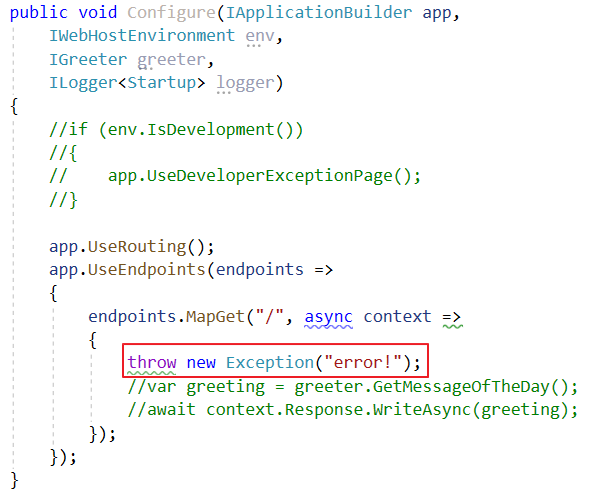 public void Configure(IApplicationBuilder app,
    IWebHostEnvironment env,
    IGreeter greeter,
    ILogger<Startup> logger)
{
    //if (env.IsDevelopment())
    //{
    //    app.UseDeveloperExceptionPage();
    //}
    app.UseRouting();
    app.UseEndpoints(endpoints =>
    {
        endpoints.MapGet("/", async context =>
        {
            throw new Exception("error!");
            //var greeting = greeter.GetMessageOfTheDay();
            //await context.Response.WriteAsync(greeting);
        });
    });
}